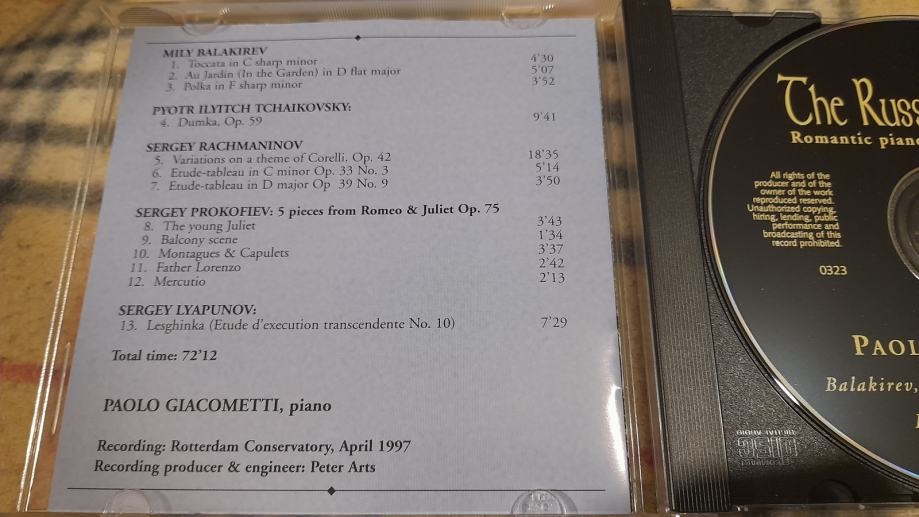 MILY BALAKIREV
1. Toccata in C sharp minor 4'30
2. Au Jardin (In the Garden) in D flat major 5'07
3. Polka in F sharp minor 3'52
PYOTR ILYITCH TCHAIKOVSKY:
4. Dumka, Op. 59 9'41
SERGEY RACHMANINOV
5. Variations on a theme of Corelli, Op. 42 18'35
6. Etude-tableau in C minor Op. 33 No. 3 5'14
7. Etude-tableau in D major Op 39 No. 9 3'50
SERGEY PROKOFIEV: 5 pieces from Romeo & Juliet Op. 75
8. The young Juliet 3'43
9. Balcony scene 1'34
10. Montagues & Capulets 3'37
11. Father Lorenzo 2'42
12. Mercutio 2'13
SERGEY LYAPUNOV:
13. Lesghinka (Etude d'execution transcendente No. 10) 7'29
Total time: 72'12
PAOLO GIACOMETTI, piano
Recording: Rotterdam Conservatory, April 1997
Recording producer & engineer: Peter Arts
The Russ
Romantic piano
All rights of the
producer and of the
owner of the work
reproduced reserved.
Unauthorized copying,
hiring, lending, public
performance and
broadcasting of this
record prohibited.
0323
PAOL
Balakirev,